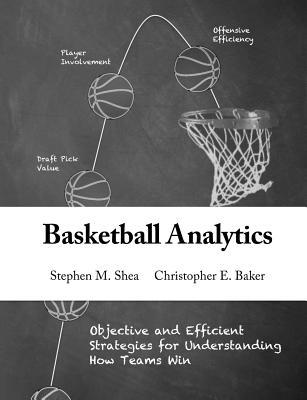 Offensive
Efficiency
Player
Involvement
Draft Pick
Value
Basketball Analytics
Stephen M. Shea Christopher E. Baker
Objective and Efficient
Strategies for Understanding
How Teams Win